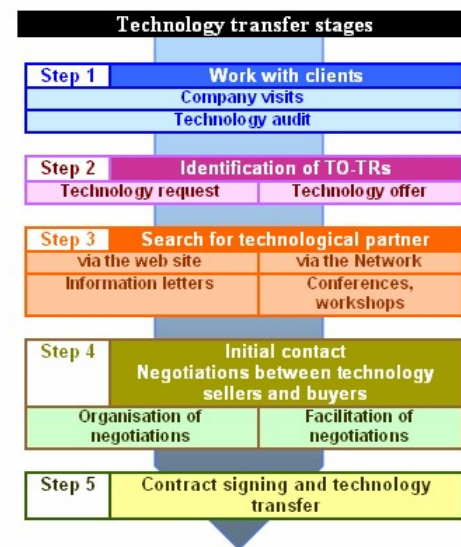 Technology transfer stages
Step 1 Work with clients
Company visits
Technology audit
Step 2 Identification of TO-TRs
Technology request Technology offer
Step 3 Search for technological partner
via the web site via the Network
Information letters Conferences,
workshops
Step 4 Initial contact
Negotiations between technology
sellers and buyers
Organisation of Facilitation of
negotiations negotiations
Step 5 Contract signing and technology
transfer